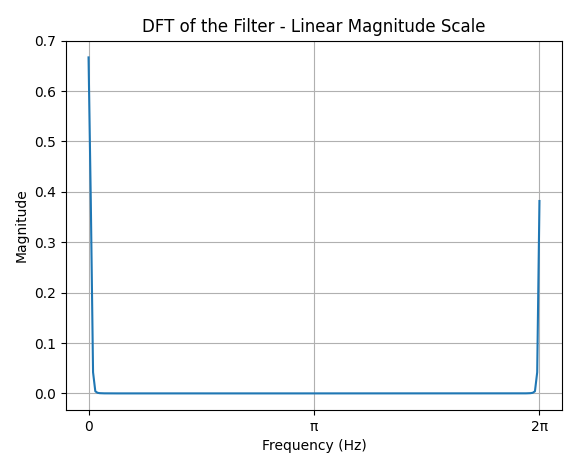 DFT of the Filter - Linear Magnitude Scale
0.7
0.6
0.5
0.4
0.3
0.2
0.1
0.0
Magnitude
0 π 2π
Frequency (Hz)